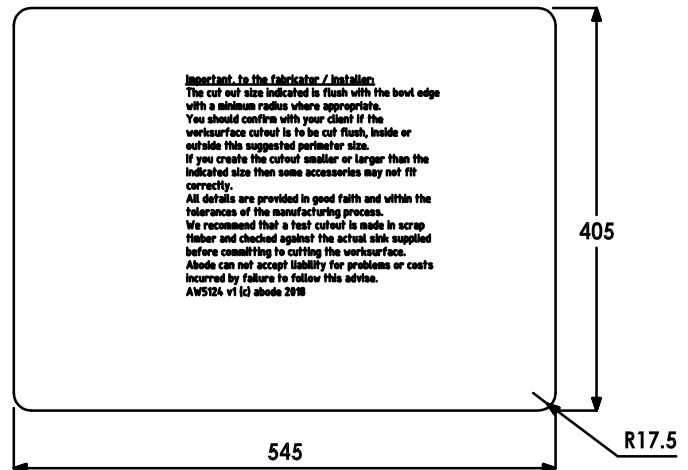 Important, to the fabricator / installer:
The cut out size indicated is flush with the bowl edge
with a minimum radius where appropriate.
You should confirm with your client if the
worksurface cutout is to be cut flush, inside or
outside this suggested perimeter size.
If you create the cutout smaller or larger than the
indicated size then some accessories may not fit
correctly.
All details are provided in good faith and within the
tolerances of the manufacturing process.
We recommend that a test cutout is made in scrap
timber and checked against the actual sink supplied
before committing to cutting the worksurface.
Abode can not accept liability for problems or costs
incurred by failure to follow this advise.
AW5124 v1 (c) abode 2018
405
R17.5
545